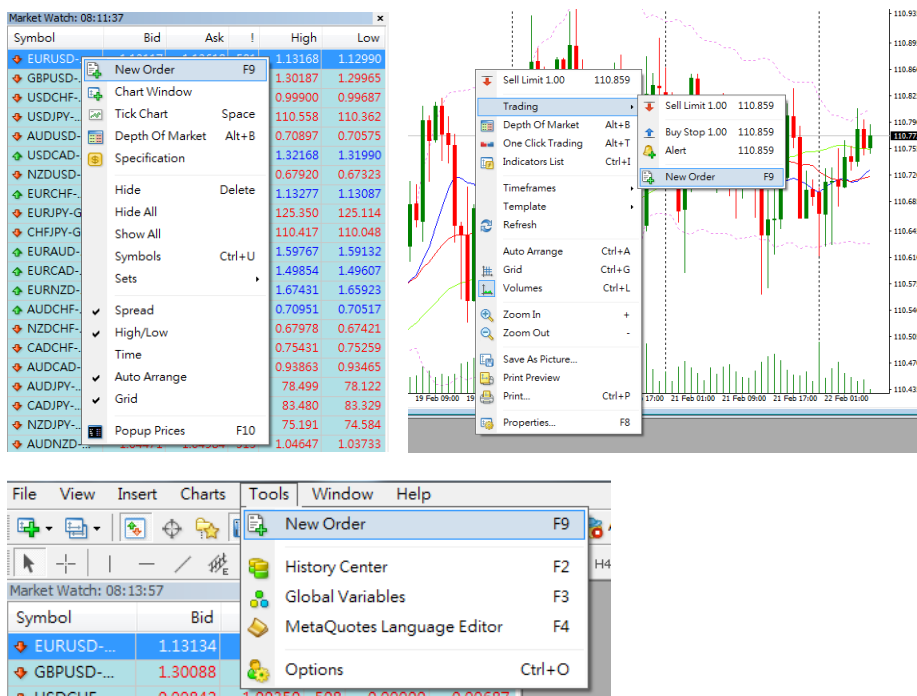 Market Watch: 08:11:37
Symbol Bid Ask ! High Low
EURUSD-... 1.13168 1.12990
GBPUSD-... 1.30187 1.29965
USDCHF-... 0.99900 0.99687
USDJPY-... 110.558 110.362
AUDUSD-... 0.70897 0.70575
USDCAD-... 1.32168 1.31990
NZDUSD-... 0.67920 0.67323
EURCHF-... 1.13277 1.13087
EURJPY-G 125.350 125.114
CHFJPY-G 110.417 110.048
EURAUD-... 1.59767 1.59132
EURCAD-... 1.49854 1.49607
EURNZD-... 1.67431 1.65923
AUDCHF-... 0.70951 0.70517
NZDCHF-... 0.67978 0.67421
CADCHF-... 0.75431 0.75259
AUDCAD-... 0.93863 0.93465
AUDJPY-... 78.499 78.122
CADJPY-... 83.480 83.329
NZDJPY-... 75.191 74.584
AUDNZD-... 1.04647 1.03733
New Order F9
Chart Window
Tick Chart Space
Depth Of Market Alt+B
Specification
Hide Delete
Hide All
Show All
Symbols Ctrl+U
Sets
Spread
High/Low
Time
Auto Arrange
Grid
Popup Prices F10
Sell Limit 1.00 110.859
Trading
Depth Of Market Alt+B
One Click Trading Alt+T
Indicators List Ctrl+I
Timeframes
Template
Refresh
Auto Arrange Ctrl+A
Grid Ctrl+G
Volumes Ctrl+L
Zoom In +
Zoom Out -
Save As Picture...
Print Preview
Print... Ctrl+P
Properties... F8
Sell Limit 1.00 110.859
Buy Stop 1.00 110.859
Alert 110.859
New Order F9
110.93
110.89
110.86
110.82
110.79
110.77
110.75
110.72
110.68
110.64
110.61
110.57
110.54
110.50
110.47
110.43
19 Feb 09:00 19 17:00 21 Feb 01:00 21 Feb 09:00 21 Feb 17:00 22 Feb 01:00
File View Insert Charts Tools Window Help
New Order F9
History Center F2
Global Variables F3
MetaQuotes Language Editor F4
Options Ctrl+O
H4
Market Watch: 08:13:57
Symbol Bid
EURUSD-... 1.13134
GBPUSD-... 1.30088